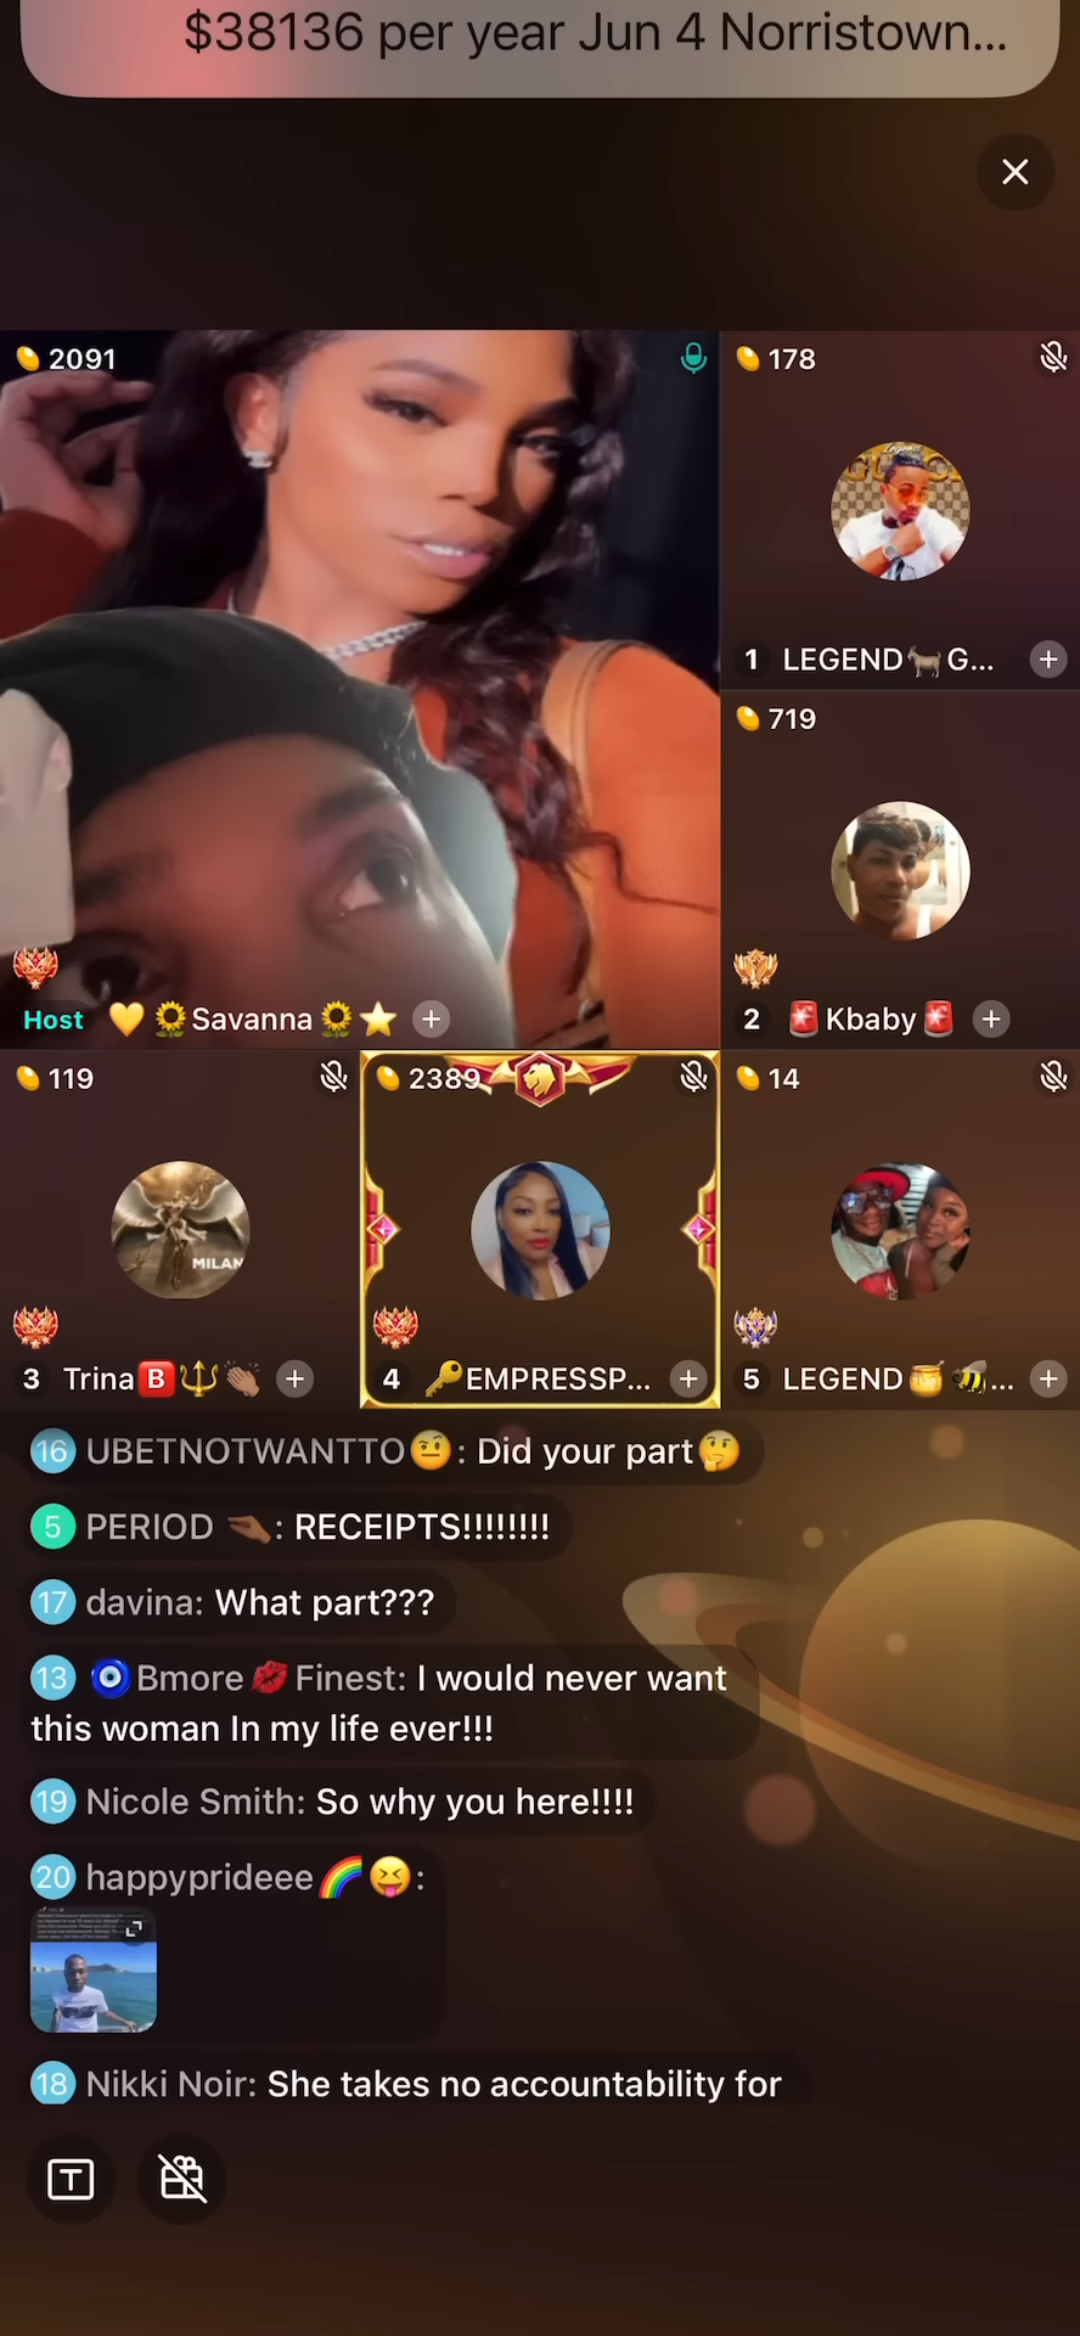 $38136 per year Jun 4 Norristown...
2091
178
1 LEGEND🐐G...
719
Host 💛🌻Savanna🌻⭐
2 🚨Kbaby🚨
119
2389
14
MILAN
3 Trina🅱️🔱👏🏽
4 🔑EMPRESSP...
5 LEGEND🍯🐝...
16 UBETNOTWANTTO🤨: Did your part🤔
5 PERIOD 🤏🏾: RECEIPTS!!!!!!!!
17 davina: What part???
13 🧿Bmore💋Finest: I would never want
this woman In my life ever!!!
19 Nicole Smith: So why you here!!!!
20 happyprideee🌈😝:
18 Nikki Noir: She takes no accountability for
T